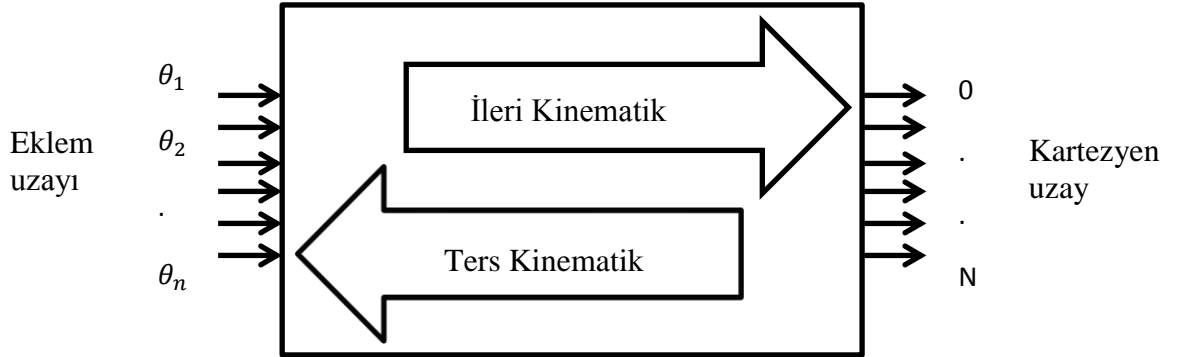 Eklem
uzayı
θ₁
θ₂
.
θₙ
İleri Kinematik
Ters Kinematik
0
.
.
N
Kartezyen
uzay